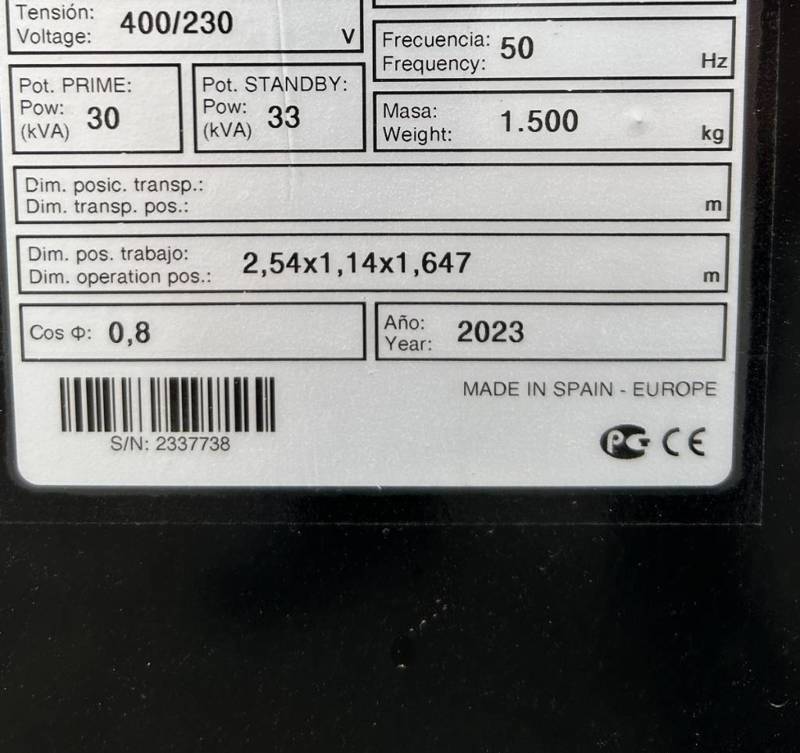 Tensión:
Voltage: 400/230 V
Frecuencia:
Frequency: 50 Hz
Pot. PRIME:
Pow:
(kVA) 30
Pot. STANDBY:
Pow:
(kVA) 33
Masa:
Weight: 1.500 kg
Dim. posic. transp.:
Dim. transp. pos.: m
Dim. pos. trabajo:
Dim. operation pos.: 2,54x1,14x1,647 m
Cos Φ: 0,8
Año:
Year: 2023
MADE IN SPAIN - EUROPE
S/N: 2337738
PG CE